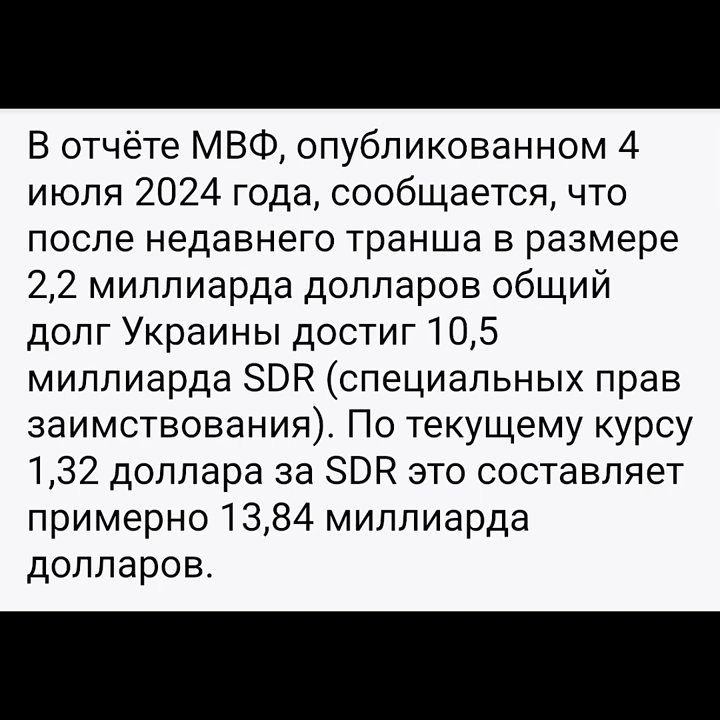 В отчёте МВФ, опубликованном 4
июля 2024 года, сообщается, что
после недавнего транша в размере
2,2 миллиарда долларов общий
долг Украины достиг 10,5
миллиарда SDR (специальных прав
заимствования). По текущему курсу
1,32 доллара за SDR это составляет
примерно 13,84 миллиарда
долларов.